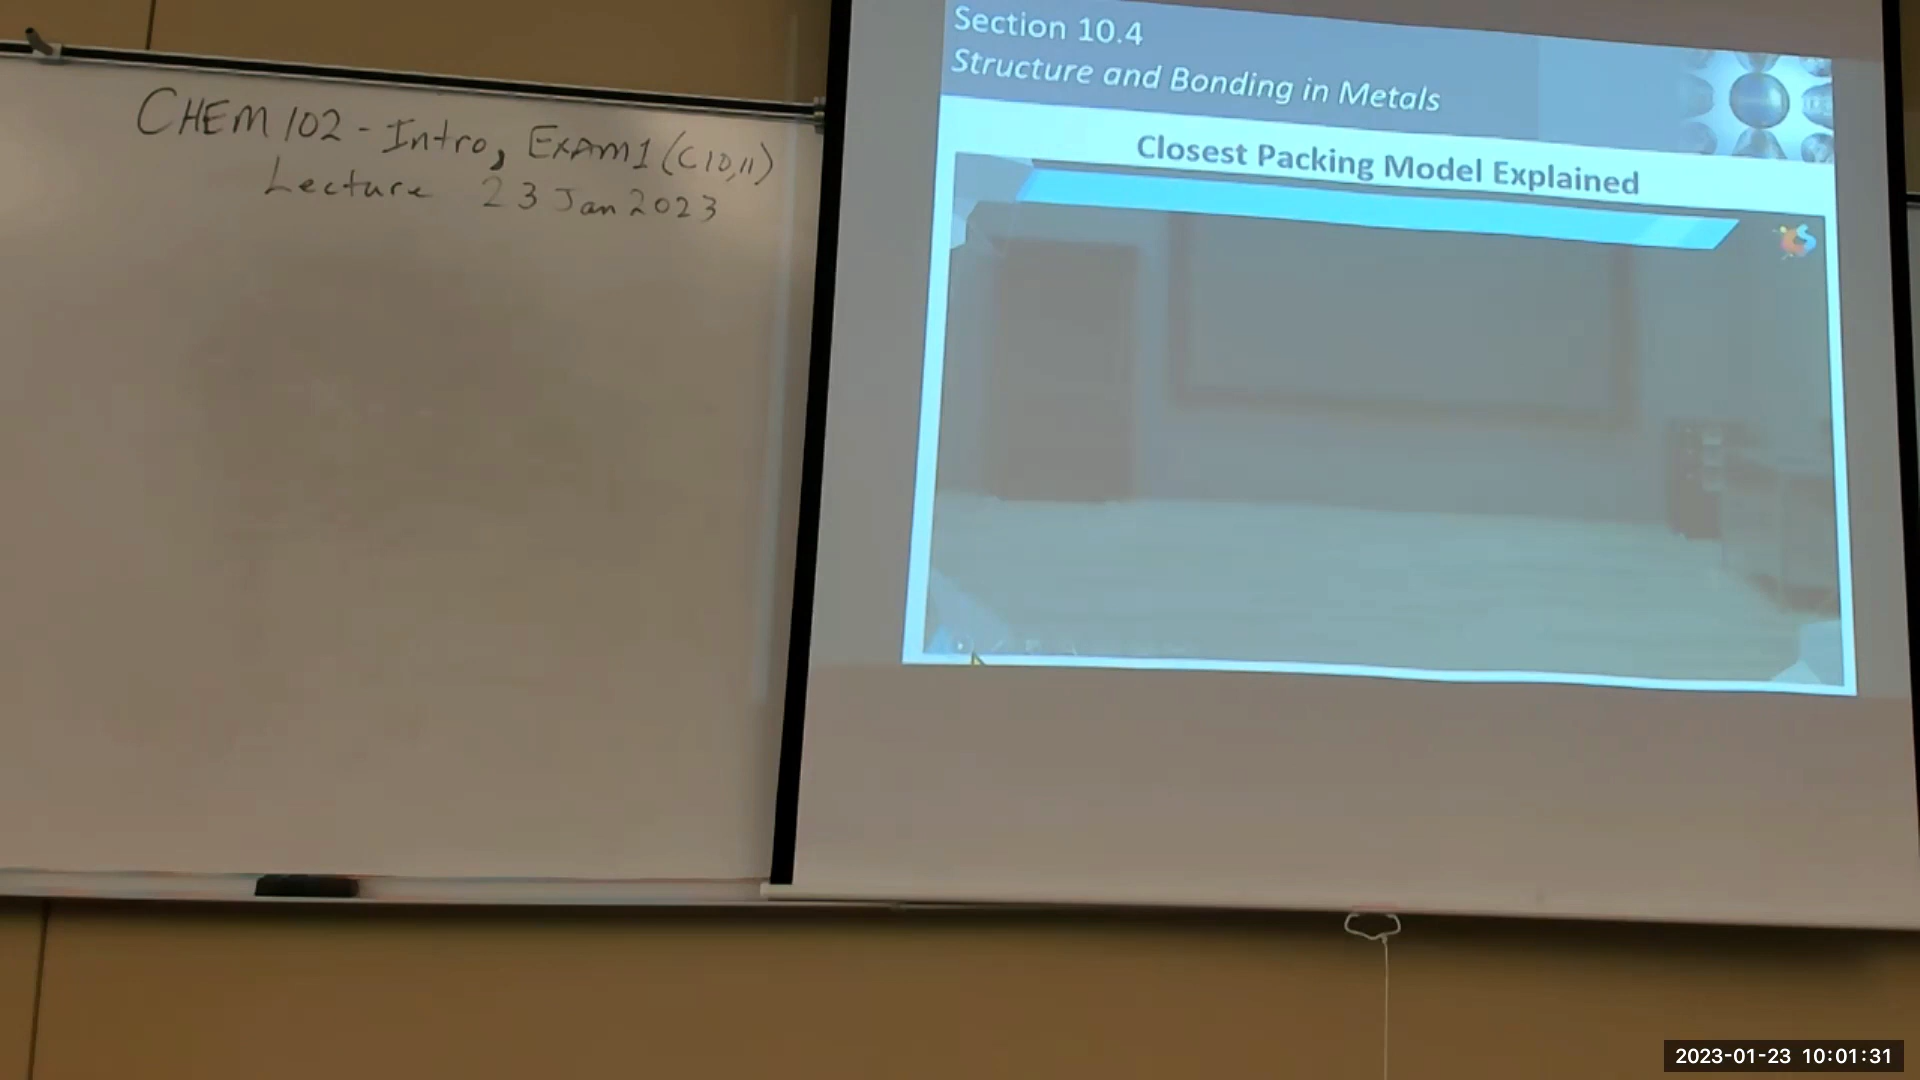 CHEM 102 - Intro, Exam 1 (C10,11)
Lecture 23 Jan 2023
Section 10.4
Structure and Bonding in Metals
Closest Packing Model Explained
2023-01-23 10:01:31